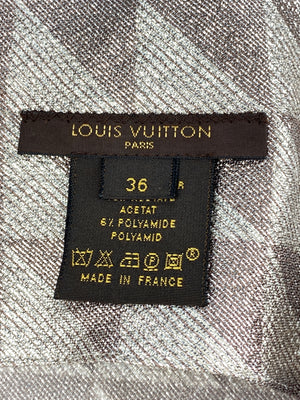 LOUIS VUITTON
PARIS
36
R
ACETAT
6% POLYAMIDE
POLYAMID
P
R
MADE IN FRANCE